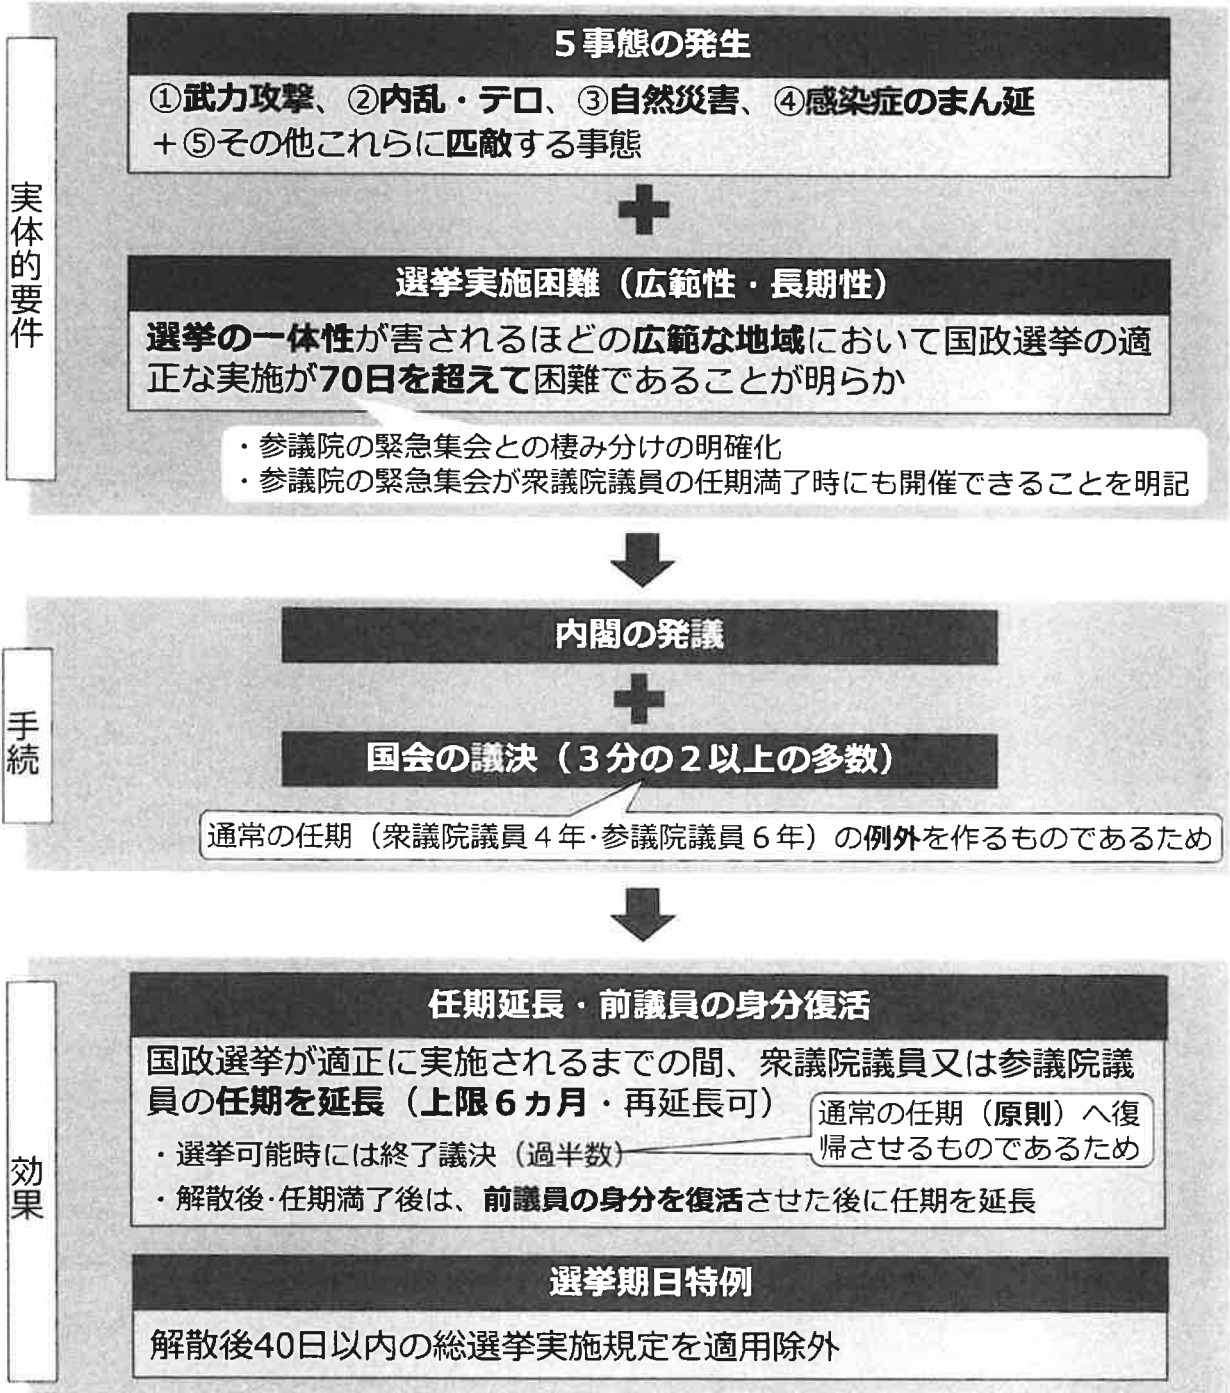 ５事態の発生
①武力攻撃、②内乱・テロ、③自然災害、④感染症のまん延
＋⑤その他これらに匹敵する事態
実体的要件
選挙実施困難（広範性・長期性）
選挙の一体性が害されるほどの広範な地域において国政選挙の適
正な実施が70日を超えて困難であることが明らか
・参議院の緊急集会との棲み分けの明確化
・参議院の緊急集会が衆議院議員の任期満了時にも開催できることを明記
手続
内閣の発議
国会の議決（３分の２以上の多数）
通常の任期（衆議院議員４年･参議院議員６年）の例外を作るものであるため
効果
任期延長・前議員の身分復活
国政選挙が適正に実施されるまでの間、衆議院議員又は参議院議
員の任期を延長（上限６ヵ月・再延長可）
通常の任期（原則）へ復
帰させるものであるため
・選挙可能時には終了議決（過半数）
・解散後･任期満了後は、前議員の身分を復活させた後に任期を延長
選挙期日特例
解散後40日以内の総選挙実施規定を適用除外